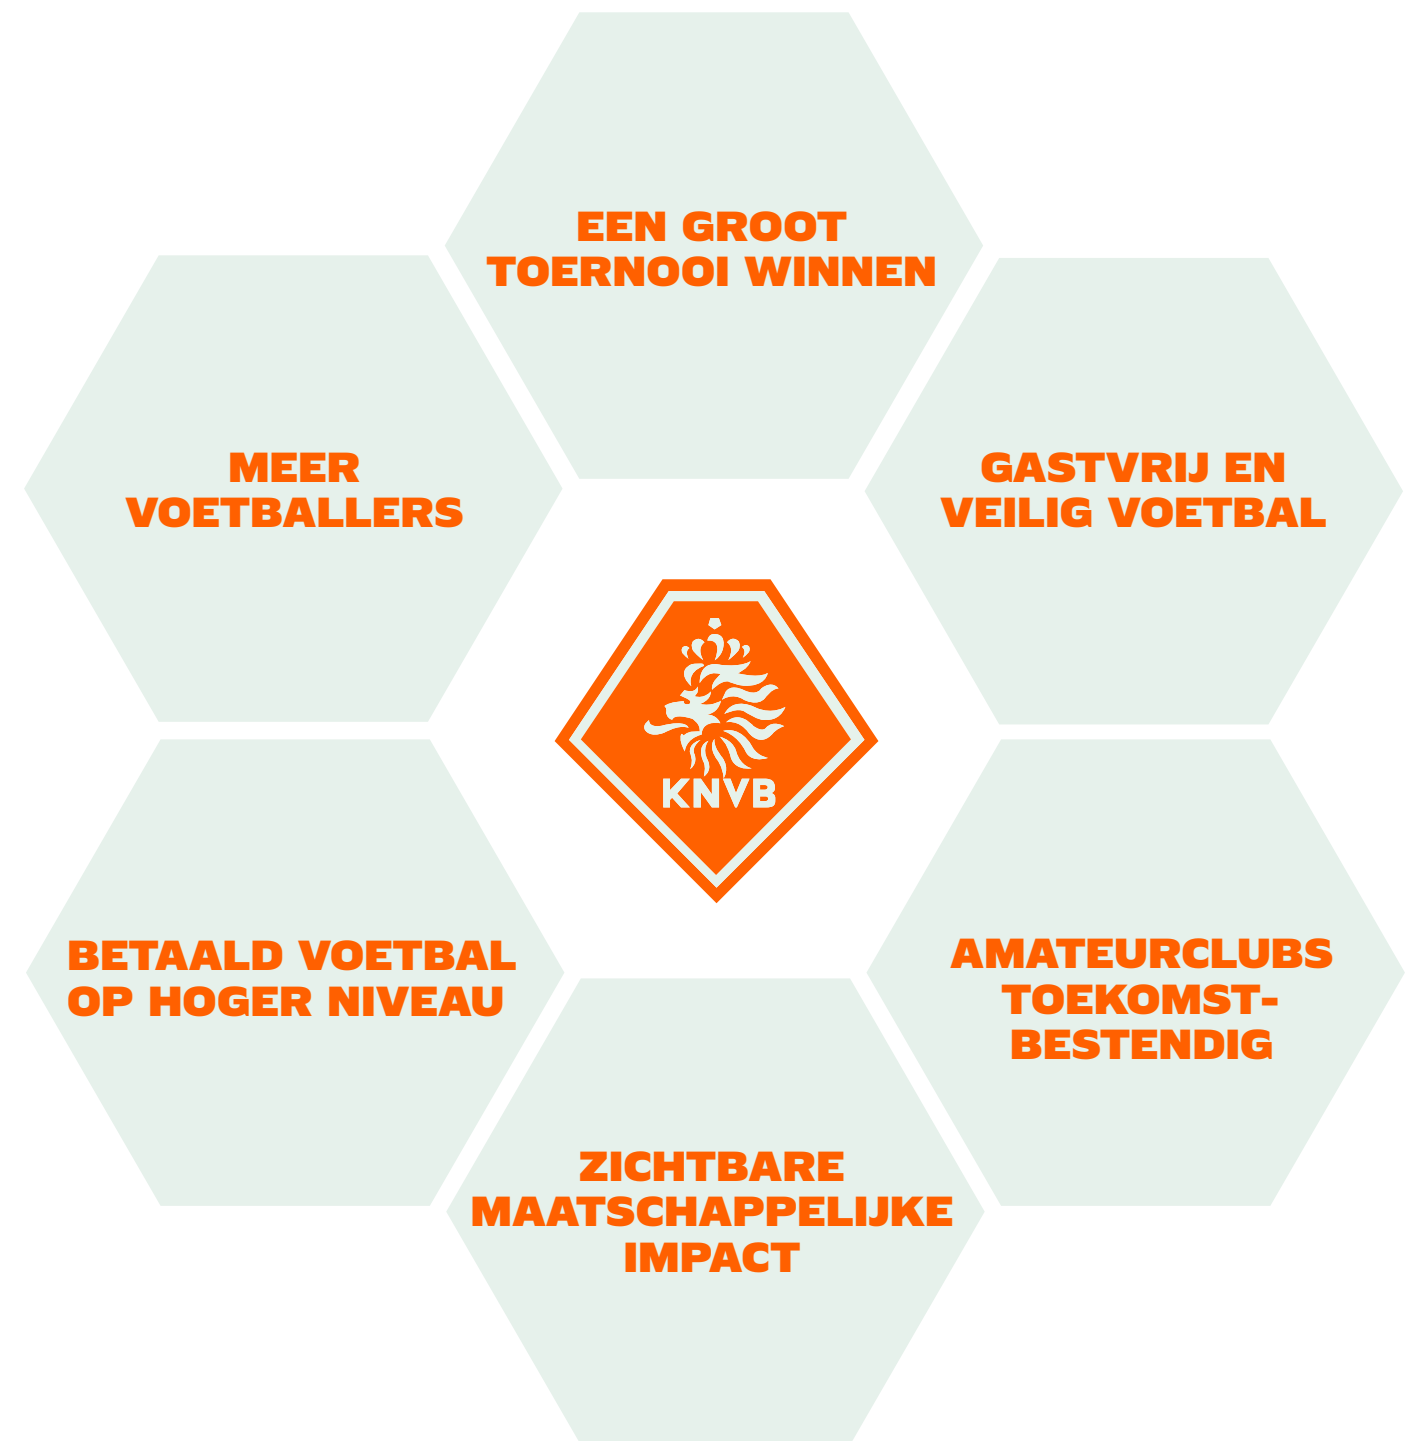 EEN GROOT
TOERNOOI WINNEN
MEER
VOETBALLERS
GASTVRIJ EN
VEILIG VOETBAL
KNVB
BETAALD VOETBAL
OP HOGER NIVEAU
AMATEURCLUBS
TOEKOMST-
BESTENDIG
ZICHTBARE
MAATSCHAPPELIJKE
IMPACT